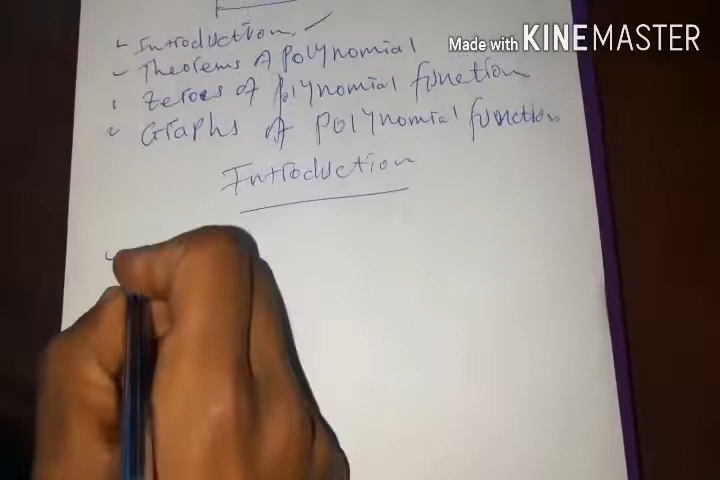 Introduction
Theorems of polynomial
Zeroes of polynomial function
Graphs of polynomial function
Introduction
Made with KINEMASTER